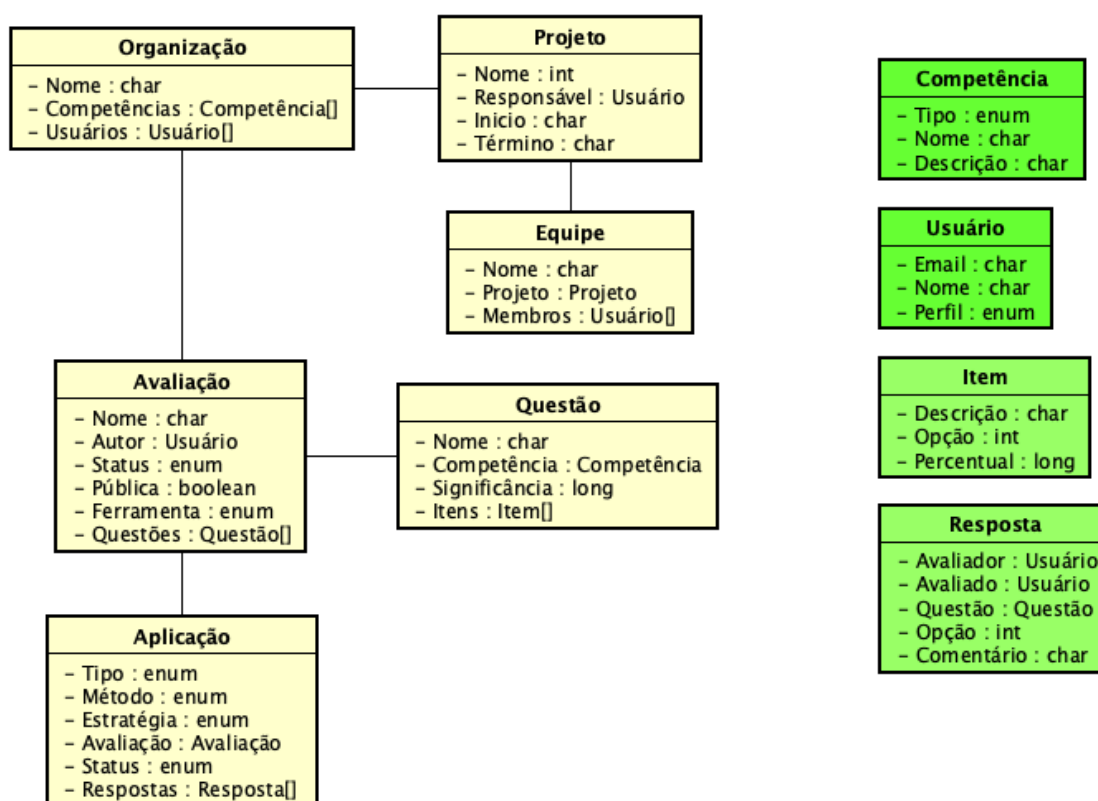 Organização
– Nome : char
– Competências : Competência[]
– Usuários : Usuário[]
Projeto
– Nome : int
– Responsável : Usuário
– Inicio : char
– Término : char
Equipe
– Nome : char
– Projeto : Projeto
– Membros : Usuário[]
Avaliação
– Nome : char
– Autor : Usuário
– Status : enum
– Pública : boolean
– Ferramenta : enum
– Questões : Questão[]
Questão
– Nome : char
– Competência : Competência
– Significância : long
– Itens : Item[]
Aplicação
– Tipo : enum
– Método : enum
– Estratégia : enum
– Avaliação : Avaliação
– Status : enum
– Respostas : Resposta[]
Competência
– Tipo : enum
– Nome : char
– Descrição : char
Usuário
– Email : char
– Nome : char
– Perfil : enum
Item
– Descrição : char
– Opção : int
– Percentual : long
Resposta
– Avaliador : Usuário
– Avaliado : Usuário
– Questão : Questão
– Opção : int
– Comentário : char